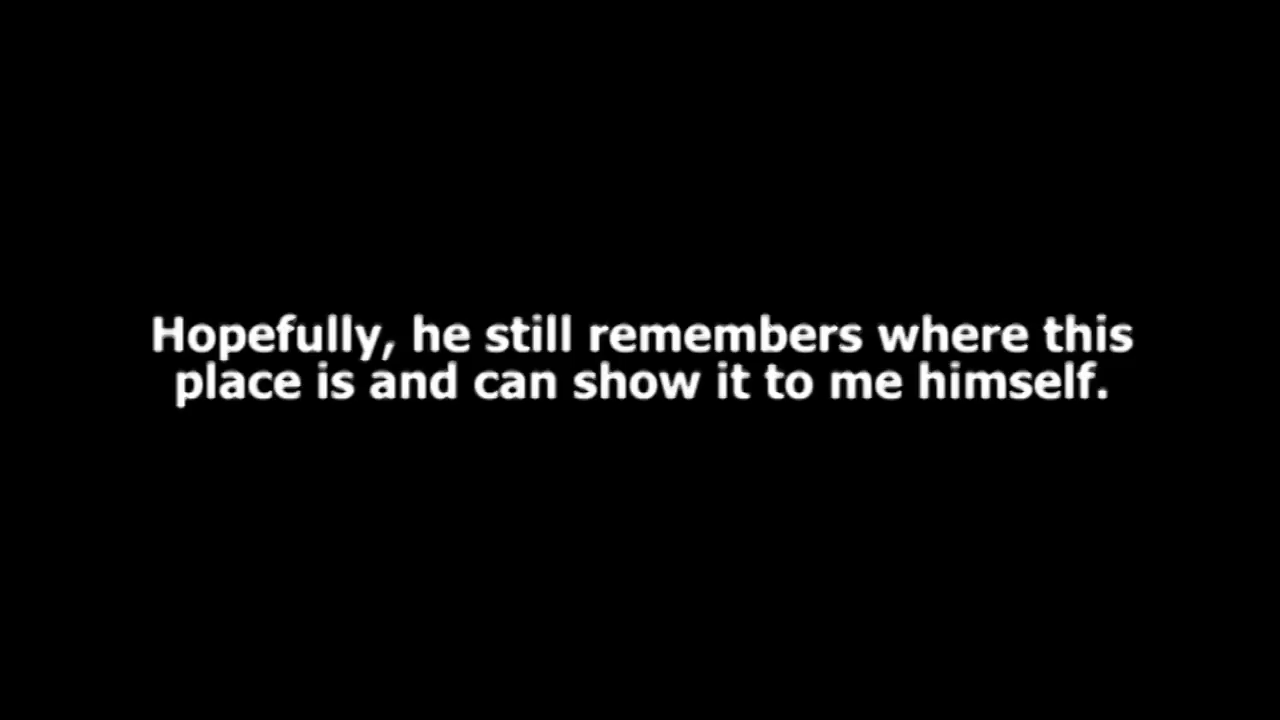 Hopefully, he still remembers where this
place is and can show it to me himself.